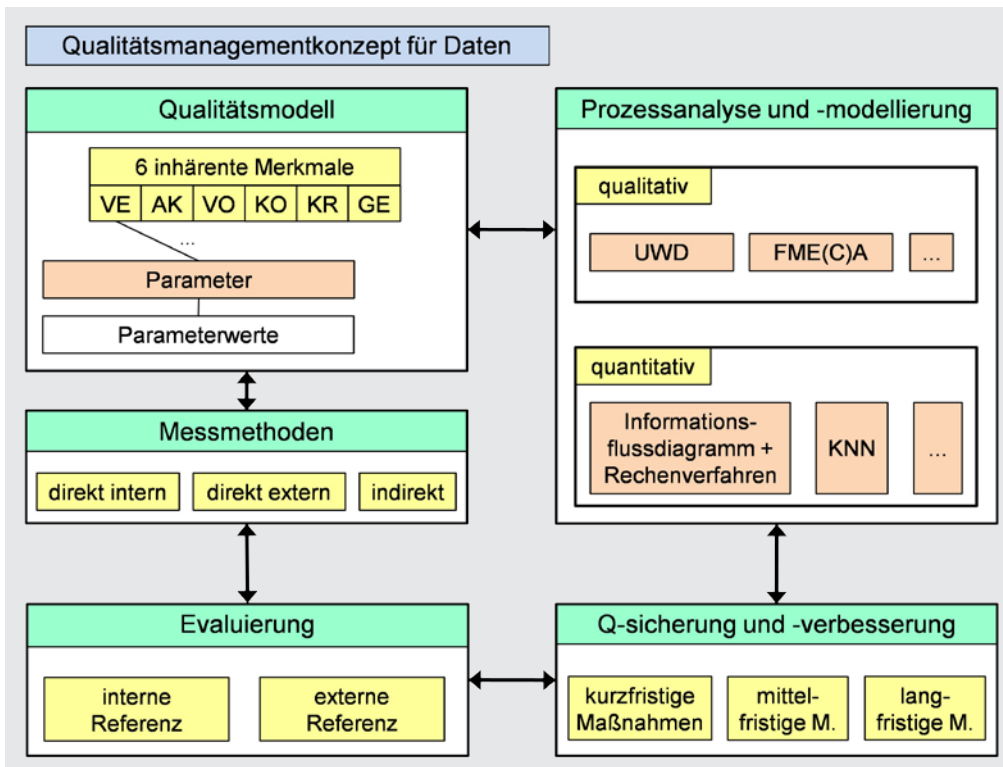 Qualitätsmanagementkonzept für Daten
Qualitätsmodell
6 inhärente Merkmale
VE AK VO KO KR GE
...
Parameter
Parameterwerte
Messmethoden
direkt intern direkt extern indirekt
Evaluierung
interne
Referenz
externe
Referenz
Prozessanalyse und -modellierung
qualitativ
UWD FME(C)A ...
quantitativ
Informations-
flussdiagramm +
Rechenverfahren
KNN
...
Q-sicherung und -verbesserung
kurzfristige
Maßnahmen
mittel-
fristige M.
lang-
fristige M.